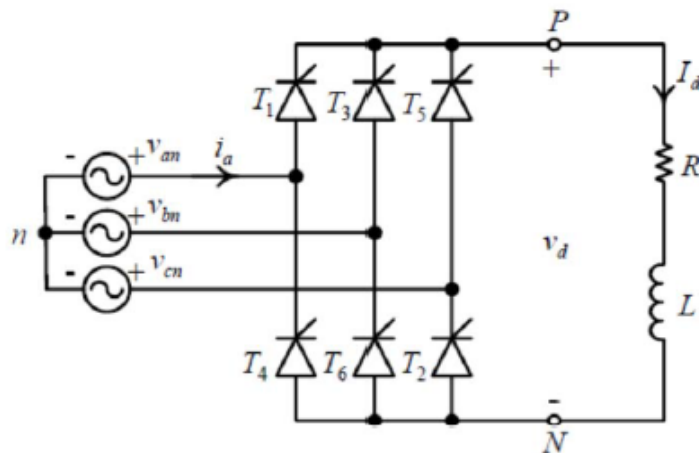 P
+
I_d
T_1
T_3
T_5
- + v_an i_a
R
n - + v_bn
v_d
- + v_cn
L
T_4
T_6
T_2
-
N